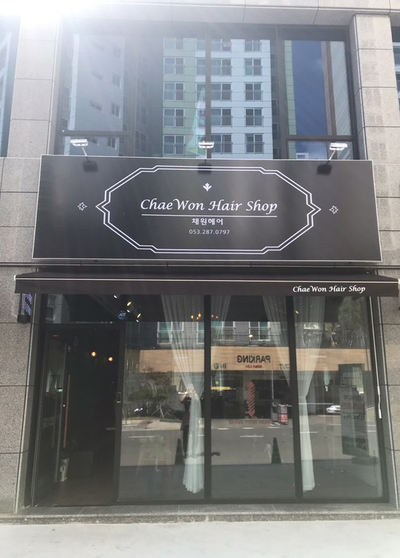 ChaeWon Hair Shop
채원헤어
053.287.0797
ChaeWon Hair Shop
PARKING